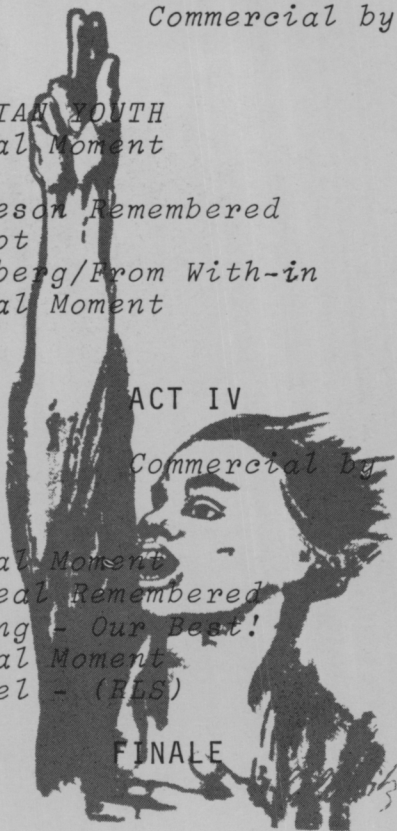 Commercial by
IAN YOUTH
al Moment
eson Remembered
ot
berg/From With-in
al Moment
ACT IV
Commercial by
al Moment
eal Remembered
ng - Our Best!
al Moment
el - (RLS)
FINALE